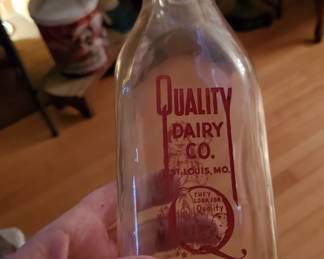 QUALITY
DAIRY
CO.
ST. LOUIS, MO.
THEY
LOOK FOR
Quality
Q